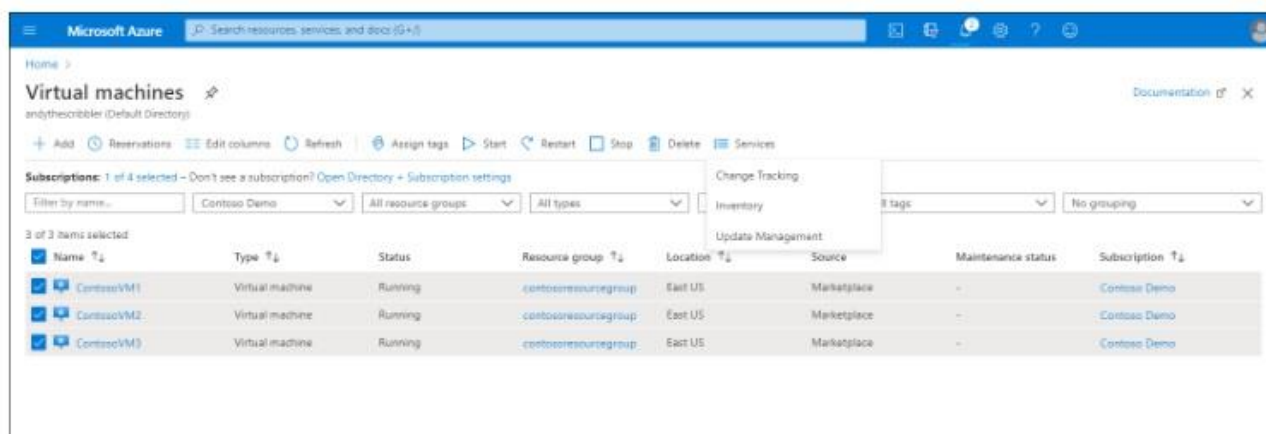 Microsoft Azure Search resources, services, and docs (G+/)
Home >
Virtual machines
Documentation
andythescribbler (Default Directory)
Add Reservations Edit columns Refresh Assign tags Start Restart Stop Delete Services
Subscriptions: 1 of 4 selected – Don't see a subscription? Open Directory + Subscription settings
Change Tracking
Filter by name... Contoso Demo All resource groups All types Inventory tags No grouping
Update Management
3 of 3 items selected
Name Type Status Resource group Location Source Maintenance status Subscription
ContosoVM1 Virtual machine Running contosoresourcegroup East US Marketplace - Contoso Demo
ContosoVM2 Virtual machine Running contosoresourcegroup East US Marketplace - Contoso Demo
ContosoVM3 Virtual machine Running contosoresourcegroup East US Marketplace - Contoso Demo